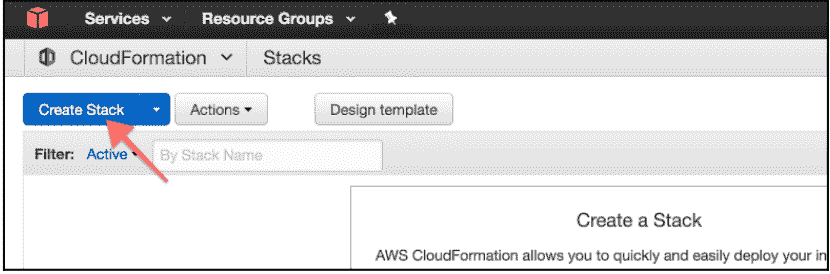 Services Resource Groups
CloudFormation Stacks
Create Stack Actions Design template
Filter: Active By Stack Name
Create a Stack
AWS CloudFormation allows you to quickly and easily deploy your in